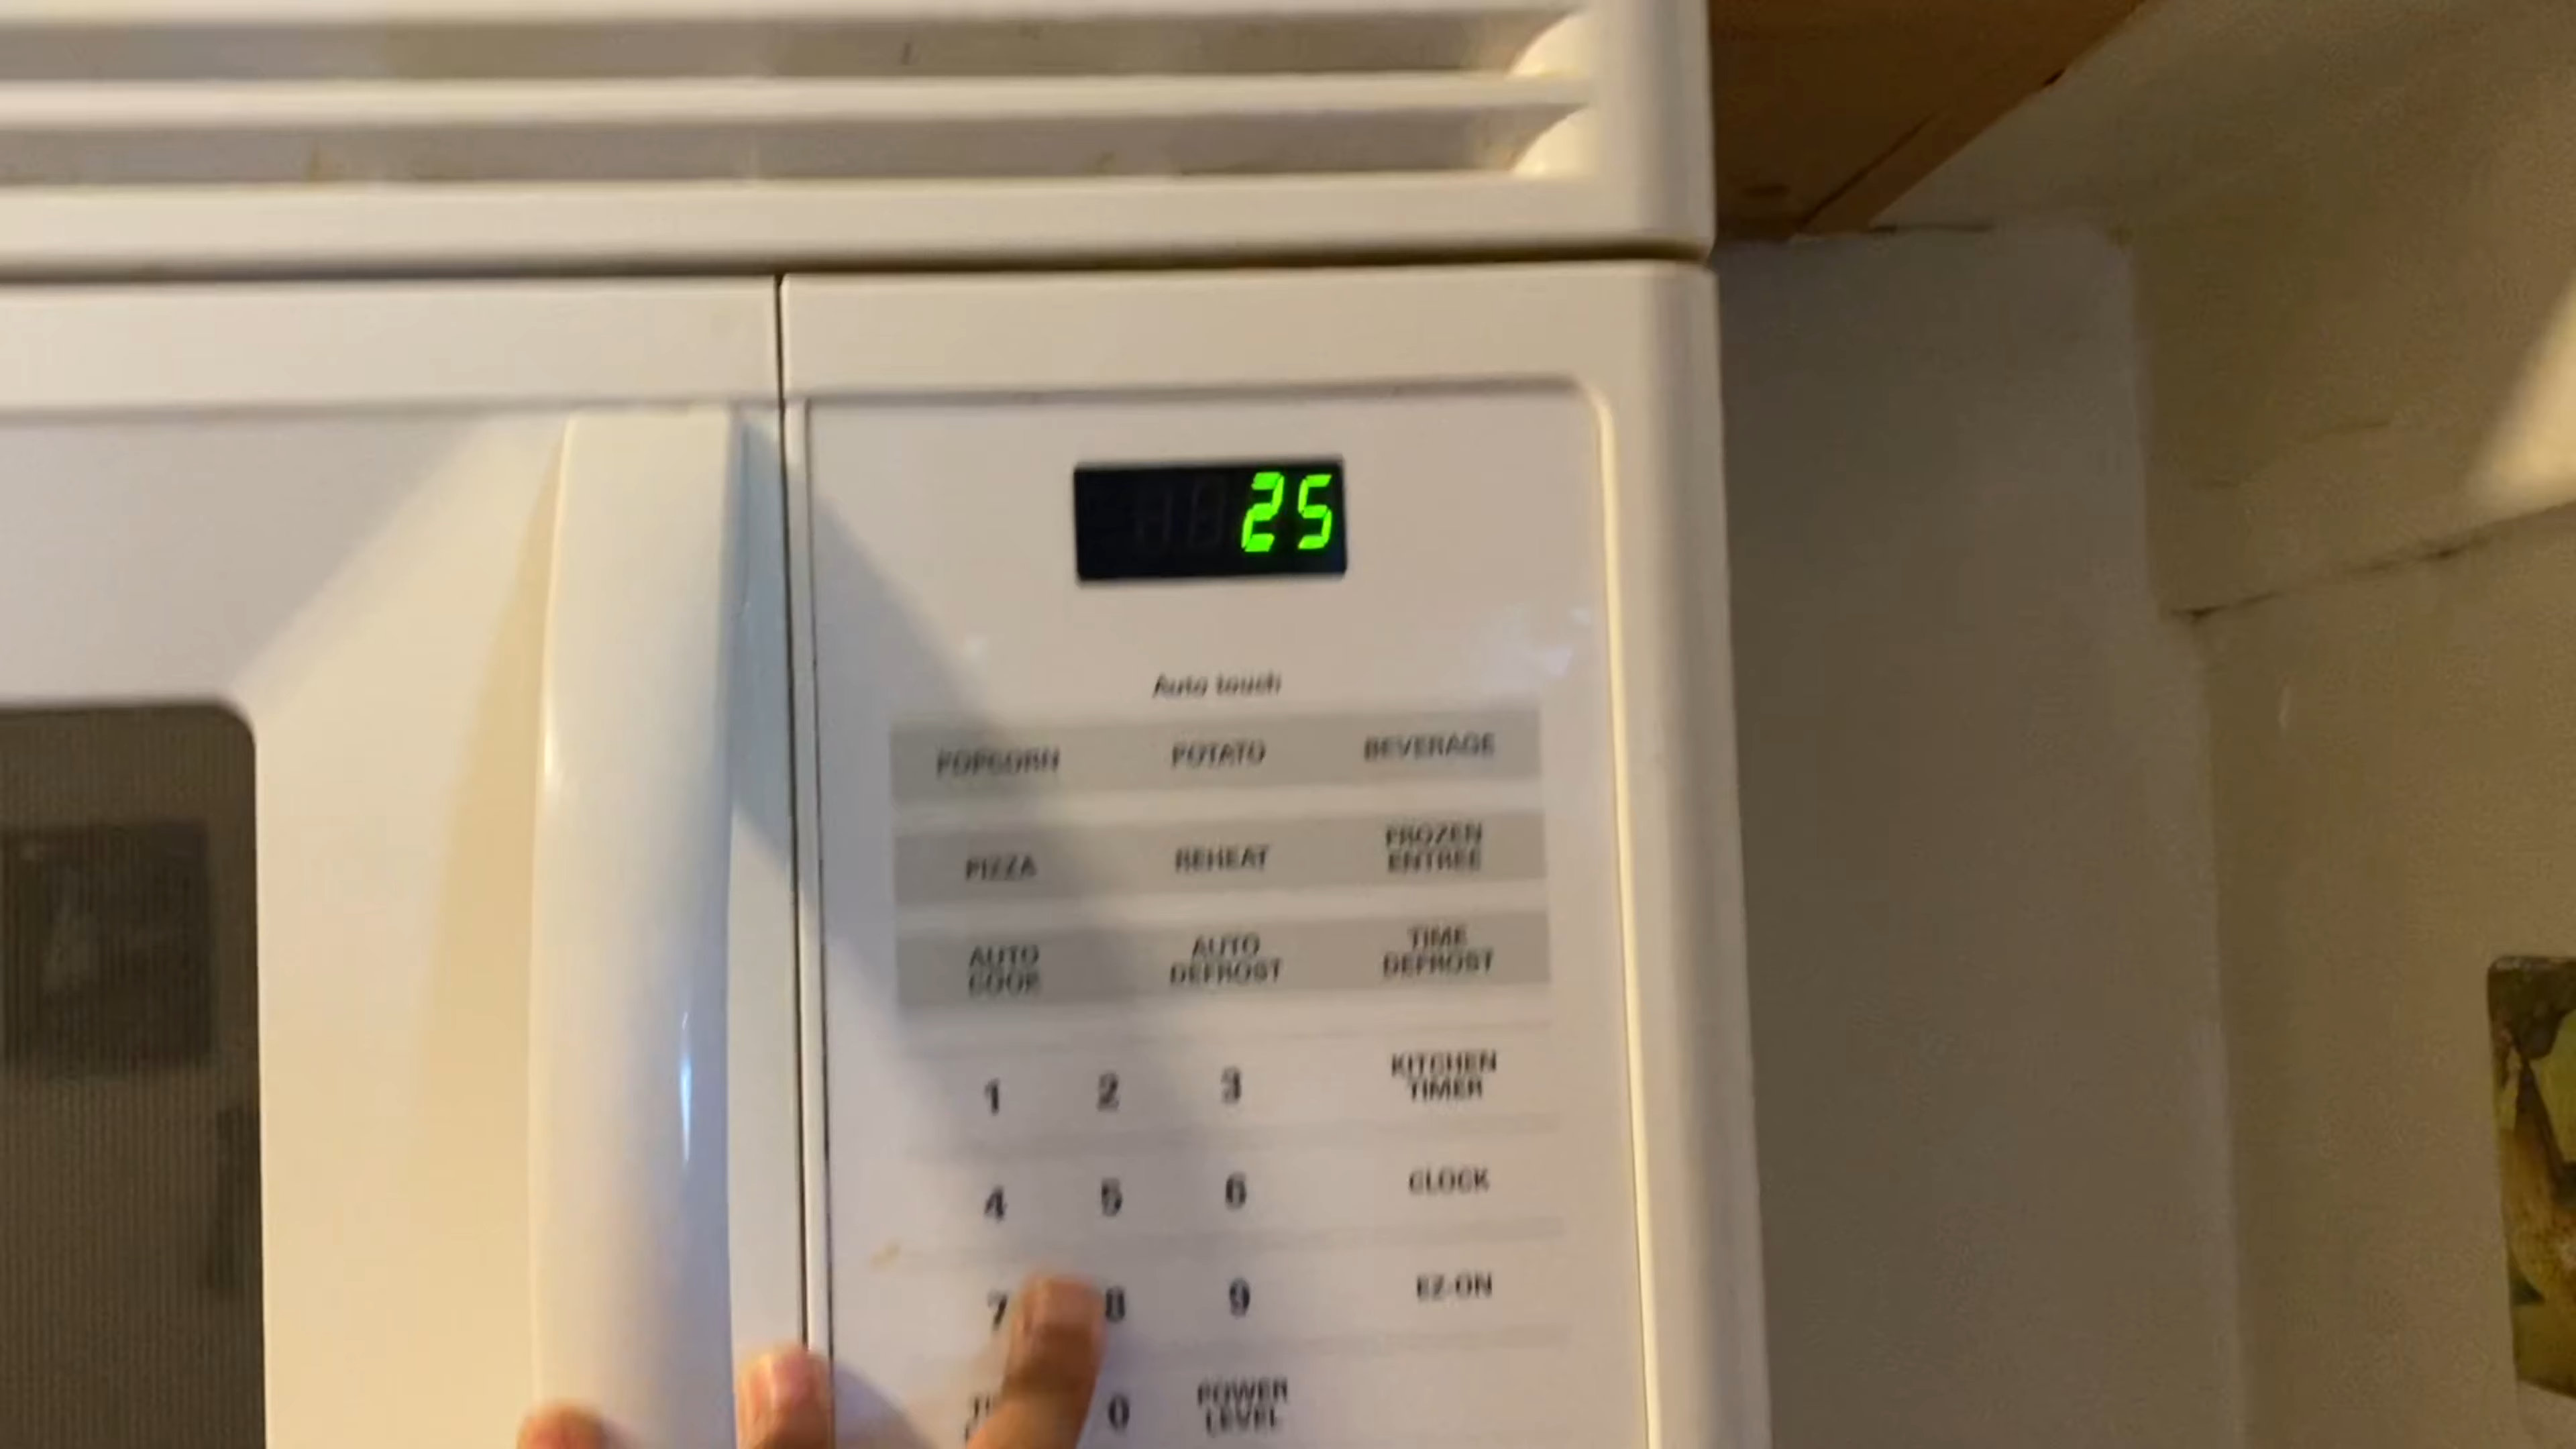 25
Auto touch
POPCORN POTATO BEVERAGE
PIZZA REHEAT FROZEN
ENTREE
AUTO
COOK AUTO
DEFROST TIME
DEFROST
1 2 3 KITCHEN
TIMER
4 5 6 CLOCK
7 8 9 EZ-ON
0 POWER
LEVEL